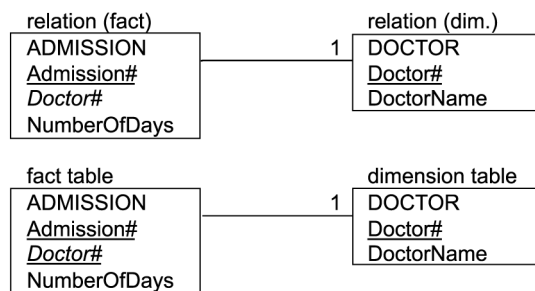 relation (fact)
relation (dim.)
ADMISSION
1
DOCTOR
Admission#
Doctor#
Doctor#
DoctorName
NumberOfDays
fact table
dimension table
ADMISSION
1
DOCTOR
Admission#
Doctor#
Doctor#
DoctorName
NumberOfDays